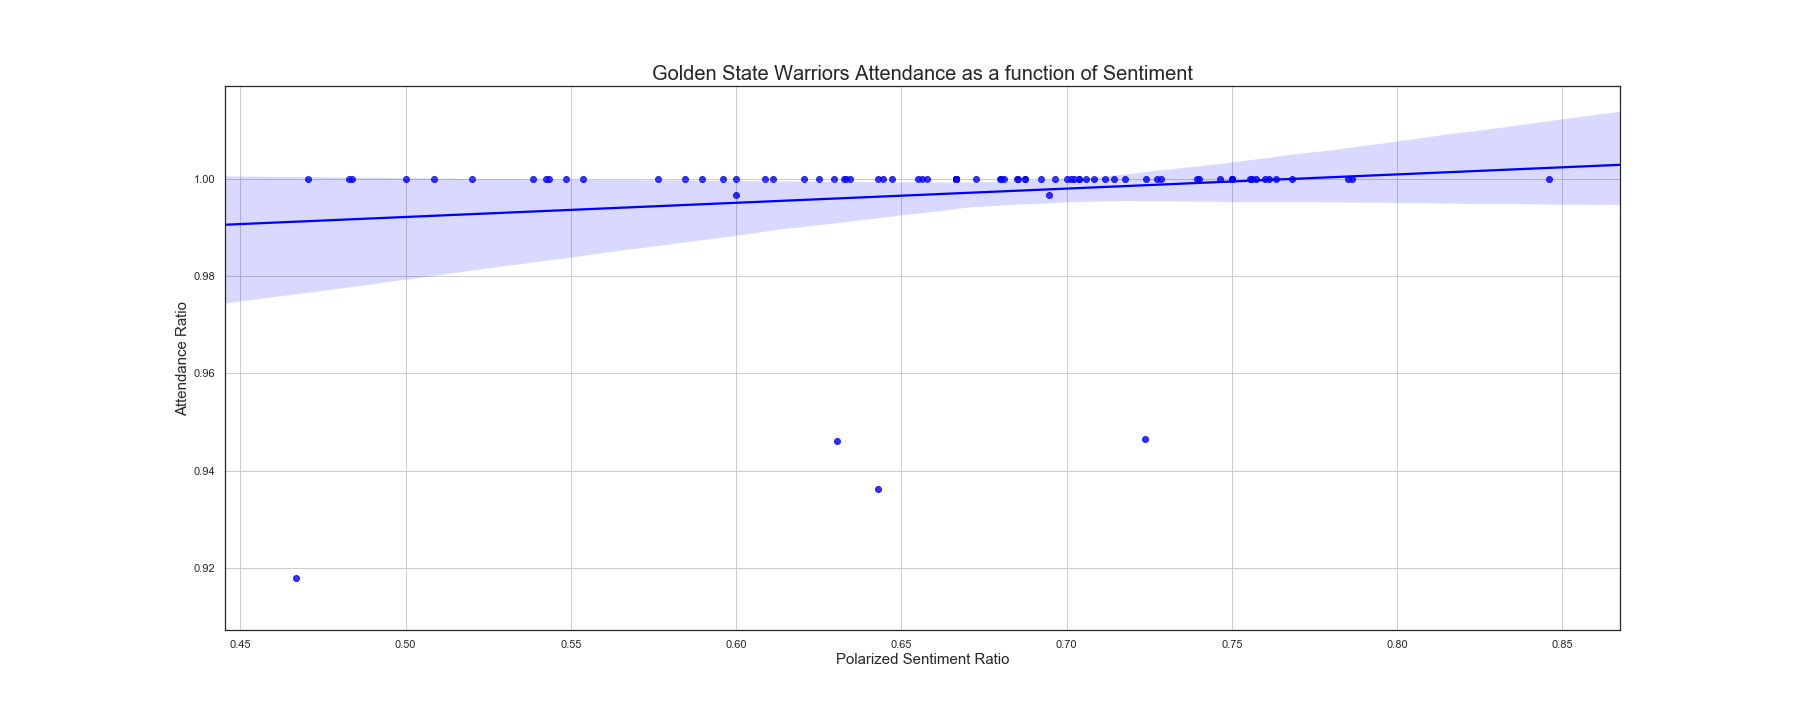 Golden State Warriors Attendance as a function of Sentiment
Attendance Ratio
1.00
0.98
0.96
0.94
0.92
0.45 0.50 0.55 0.60 0.65 0.70 0.75 0.80 0.85
Polarized Sentiment Ratio